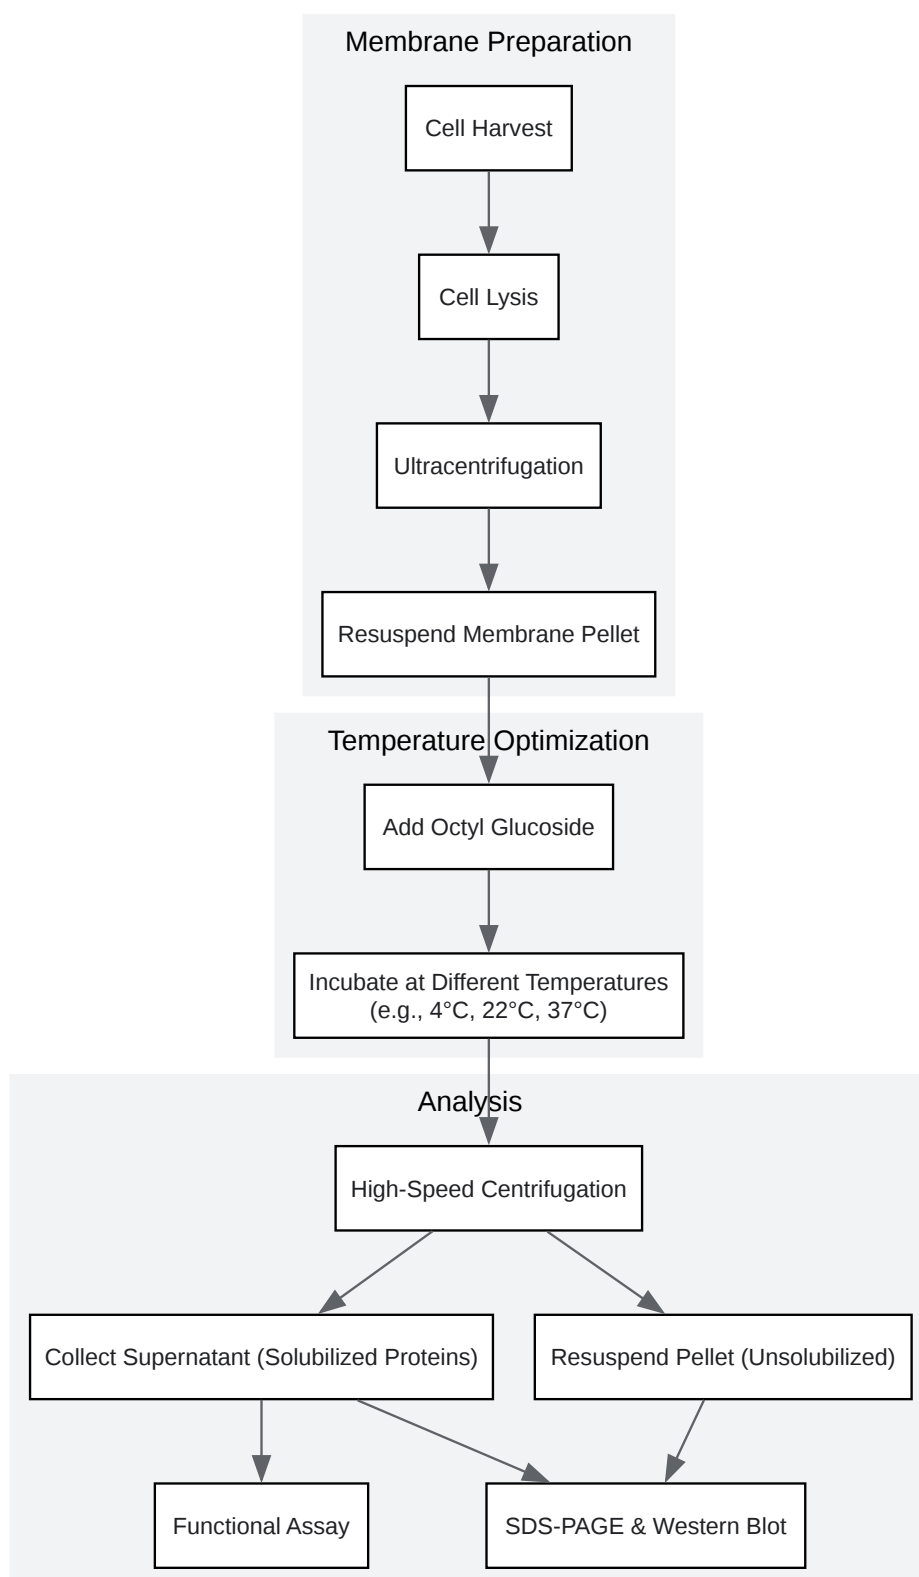 Membrane Preparation
Cell Harvest
Cell Lysis
Ultracentrifugation
Resuspend Membrane Pellet
Temperature Optimization
Add Octyl Glucoside
Incubate at Different Temperatures
(e.g., 4°C, 22°C, 37°C)
Analysis
High-Speed Centrifugation
Collect Supernatant (Solubilized Proteins)
Resuspend Pellet (Unsolubilized)
Functional Assay
SDS-PAGE & Western Blot